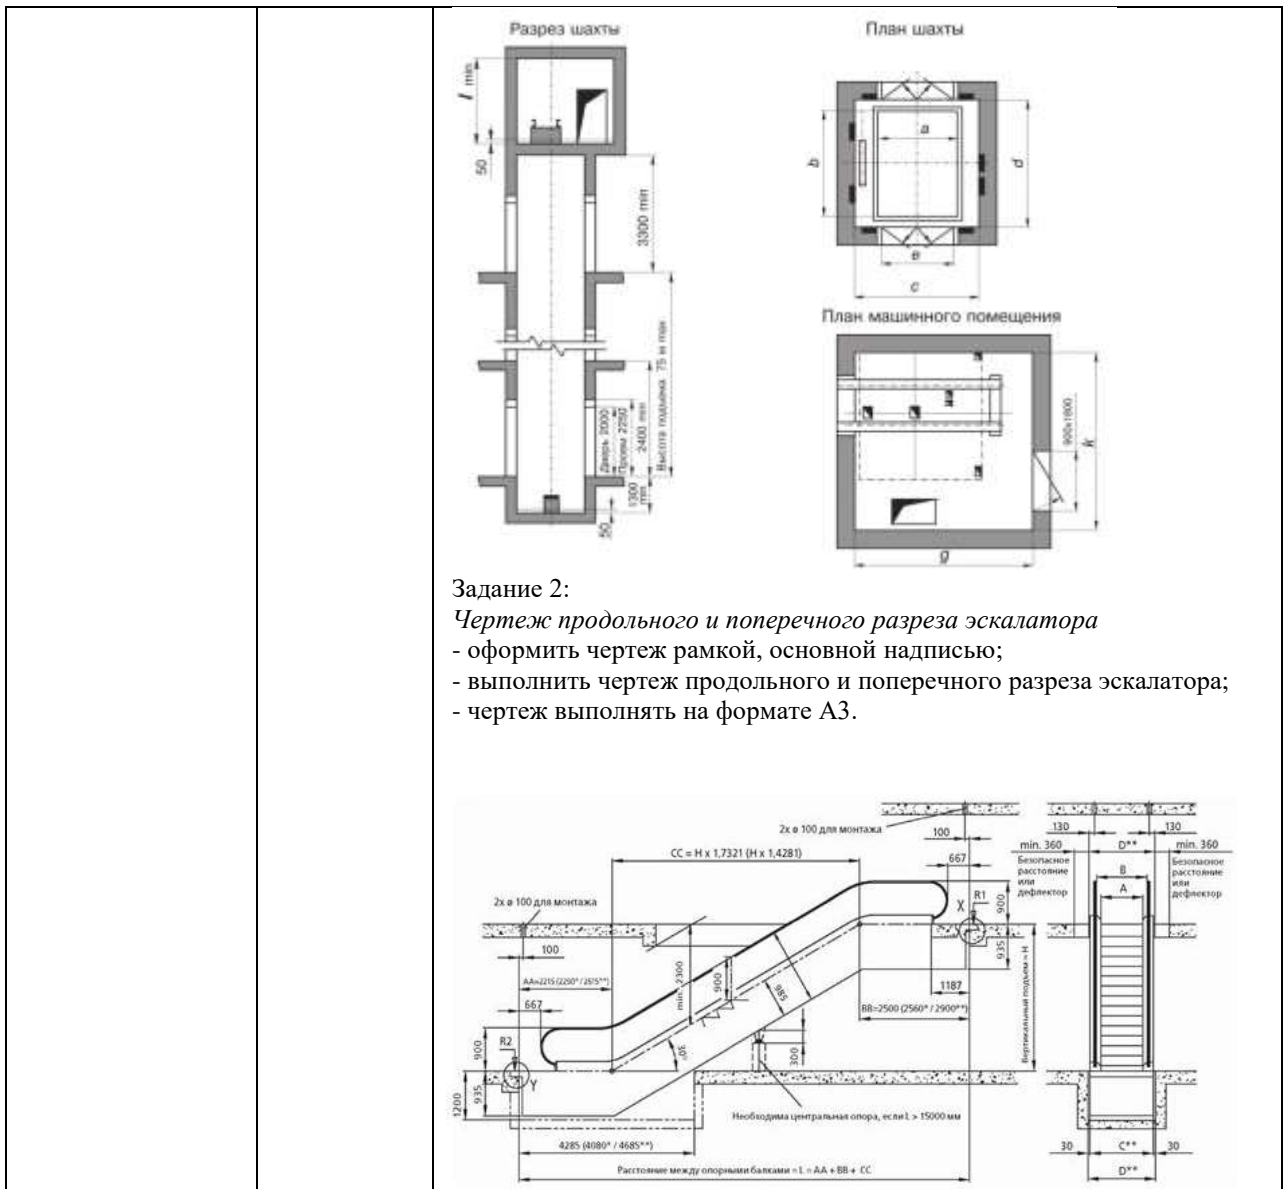 Разрез шахты
План шахты
l min
50
3300 min
Высота подъёма 75 м max
2400 min
Проем 2250
Дверь 2000
1300 min
50
a
b
d
в
c
План машинного помещения
900x1800
k
g
Задание 2:
Чертеж продольного и поперечного разреза эскалатора
- оформить чертеж рамкой, основной надписью;
- выполнить чертеж продольного и поперечного разреза эскалатора;
- чертеж выполнять на формате А3.
2x ø 100 для монтажа
100
CC = H x 1,7321 (H x 1,4281)
667
2x ø 100 для монтажа
X
R1
900
935
100
AA=2215 (2250* / 2615**)
min. 2300
900
985
1187
667
BB=2500 (2560* / 2900**)
Вертикальный подъем = H
900
R2
30°
300
Y
935
1200
Необходима центральная опора, если L > 15000 мм
4285 (4080* / 4685**)
Расстояние между опорными балками = L = AA + BB + CC
130
130
min. 360
D**
min. 360
Безопасное
расстояние
или
дефлектор
B
A
Безопасное
расстояние
или
дефлектор
30
C**
30
D**